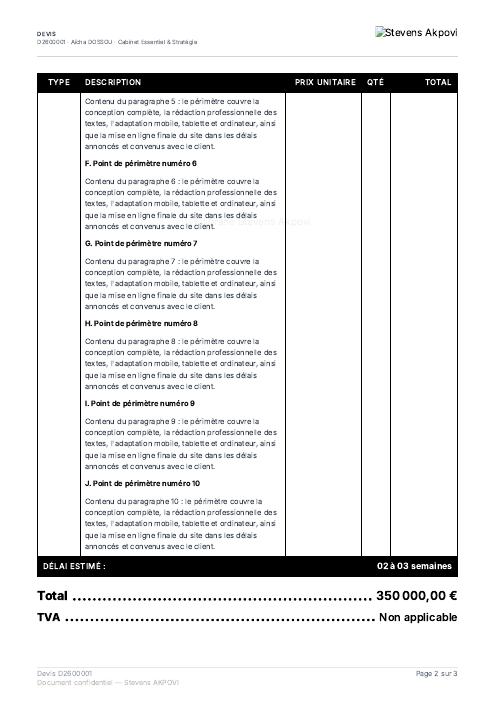 DEVIS
D2600001 · Aïcha DOSSOU · Cabinet Essentiel & Stratégie
Stevens Akpovi
TYPE DESCRIPTION PRIX UNITAIRE QTÉ TOTAL
Contenu du paragraphe 5 : le périmètre couvre la
conception complète, la rédaction professionnelle des
textes, l'adaptation mobile, tablette et ordinateur, ainsi
que la mise en ligne finale du site dans les délais
annoncés et convenus avec le client.
F. Point de périmètre numéro 6
Contenu du paragraphe 6 : le périmètre couvre la
conception complète, la rédaction professionnelle des
textes, l'adaptation mobile, tablette et ordinateur, ainsi
que la mise en ligne finale du site dans les délais
annoncés et convenus avec le client.
Stevens Akpovi
G. Point de périmètre numéro 7
Contenu du paragraphe 7 : le périmètre couvre la
conception complète, la rédaction professionnelle des
textes, l'adaptation mobile, tablette et ordinateur, ainsi
que la mise en ligne finale du site dans les délais
annoncés et convenus avec le client.
H. Point de périmètre numéro 8
Contenu du paragraphe 8 : le périmètre couvre la
conception complète, la rédaction professionnelle des
textes, l'adaptation mobile, tablette et ordinateur, ainsi
que la mise en ligne finale du site dans les délais
annoncés et convenus avec le client.
I. Point de périmètre numéro 9
Contenu du paragraphe 9 : le périmètre couvre la
conception complète, la rédaction professionnelle des
textes, l'adaptation mobile, tablette et ordinateur, ainsi
que la mise en ligne finale du site dans les délais
annoncés et convenus avec le client.
J. Point de périmètre numéro 10
Contenu du paragraphe 10 : le périmètre couvre la
conception complète, la rédaction professionnelle des
textes, l'adaptation mobile, tablette et ordinateur, ainsi
que la mise en ligne finale du site dans les délais
annoncés et convenus avec le client.
DÉLAI ESTIMÉ : 02 à 03 semaines
Total 350 000,00 €
TVA Non applicable
Devis D2600001 Page 2 sur 3
Document confidentiel — Stevens AKPOVI